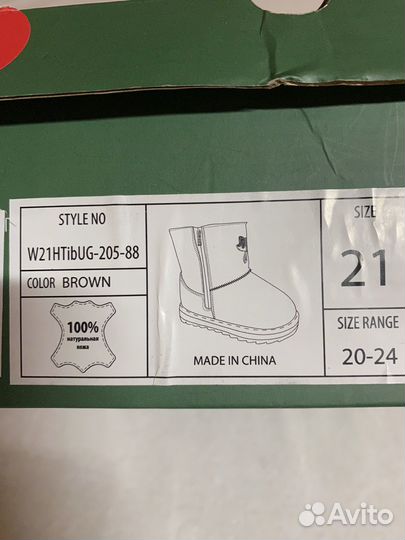 STYLE NO
W21HTibUG-205-88
COLOR BROWN
100%
натуральная
кожа
MADE IN CHINA
SIZE
21
SIZE RANGE
20-24
Avito